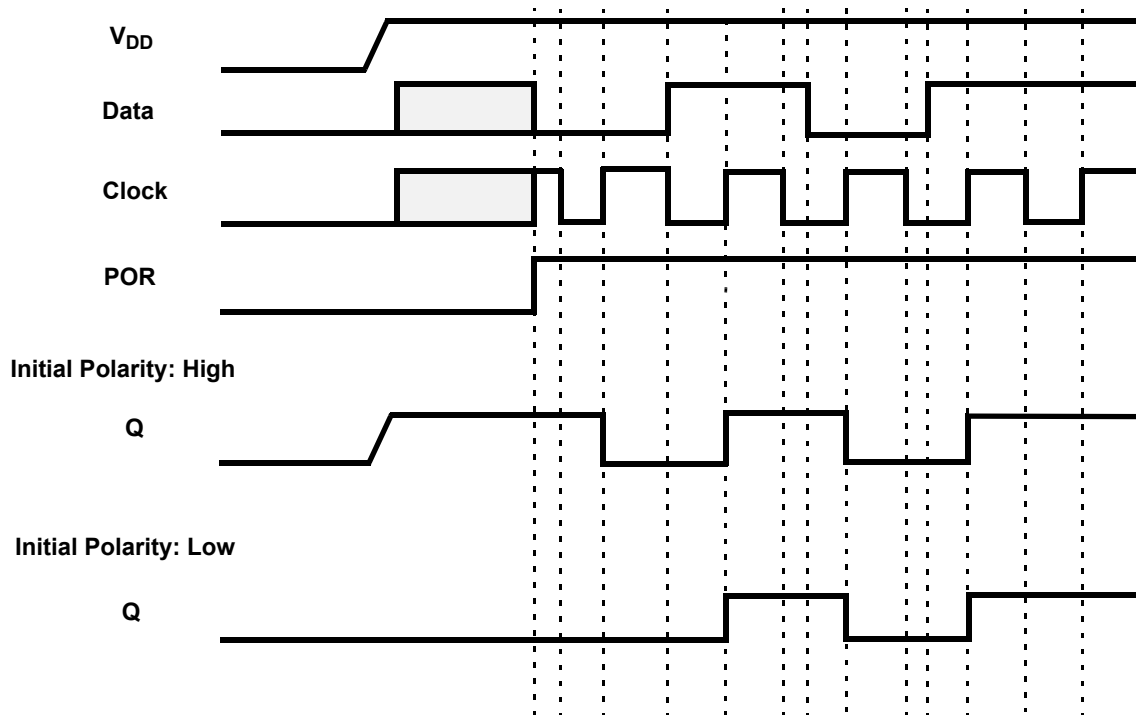 VDD
Data
Clock
POR
Initial Polarity: High
Q
Initial Polarity: Low
Q